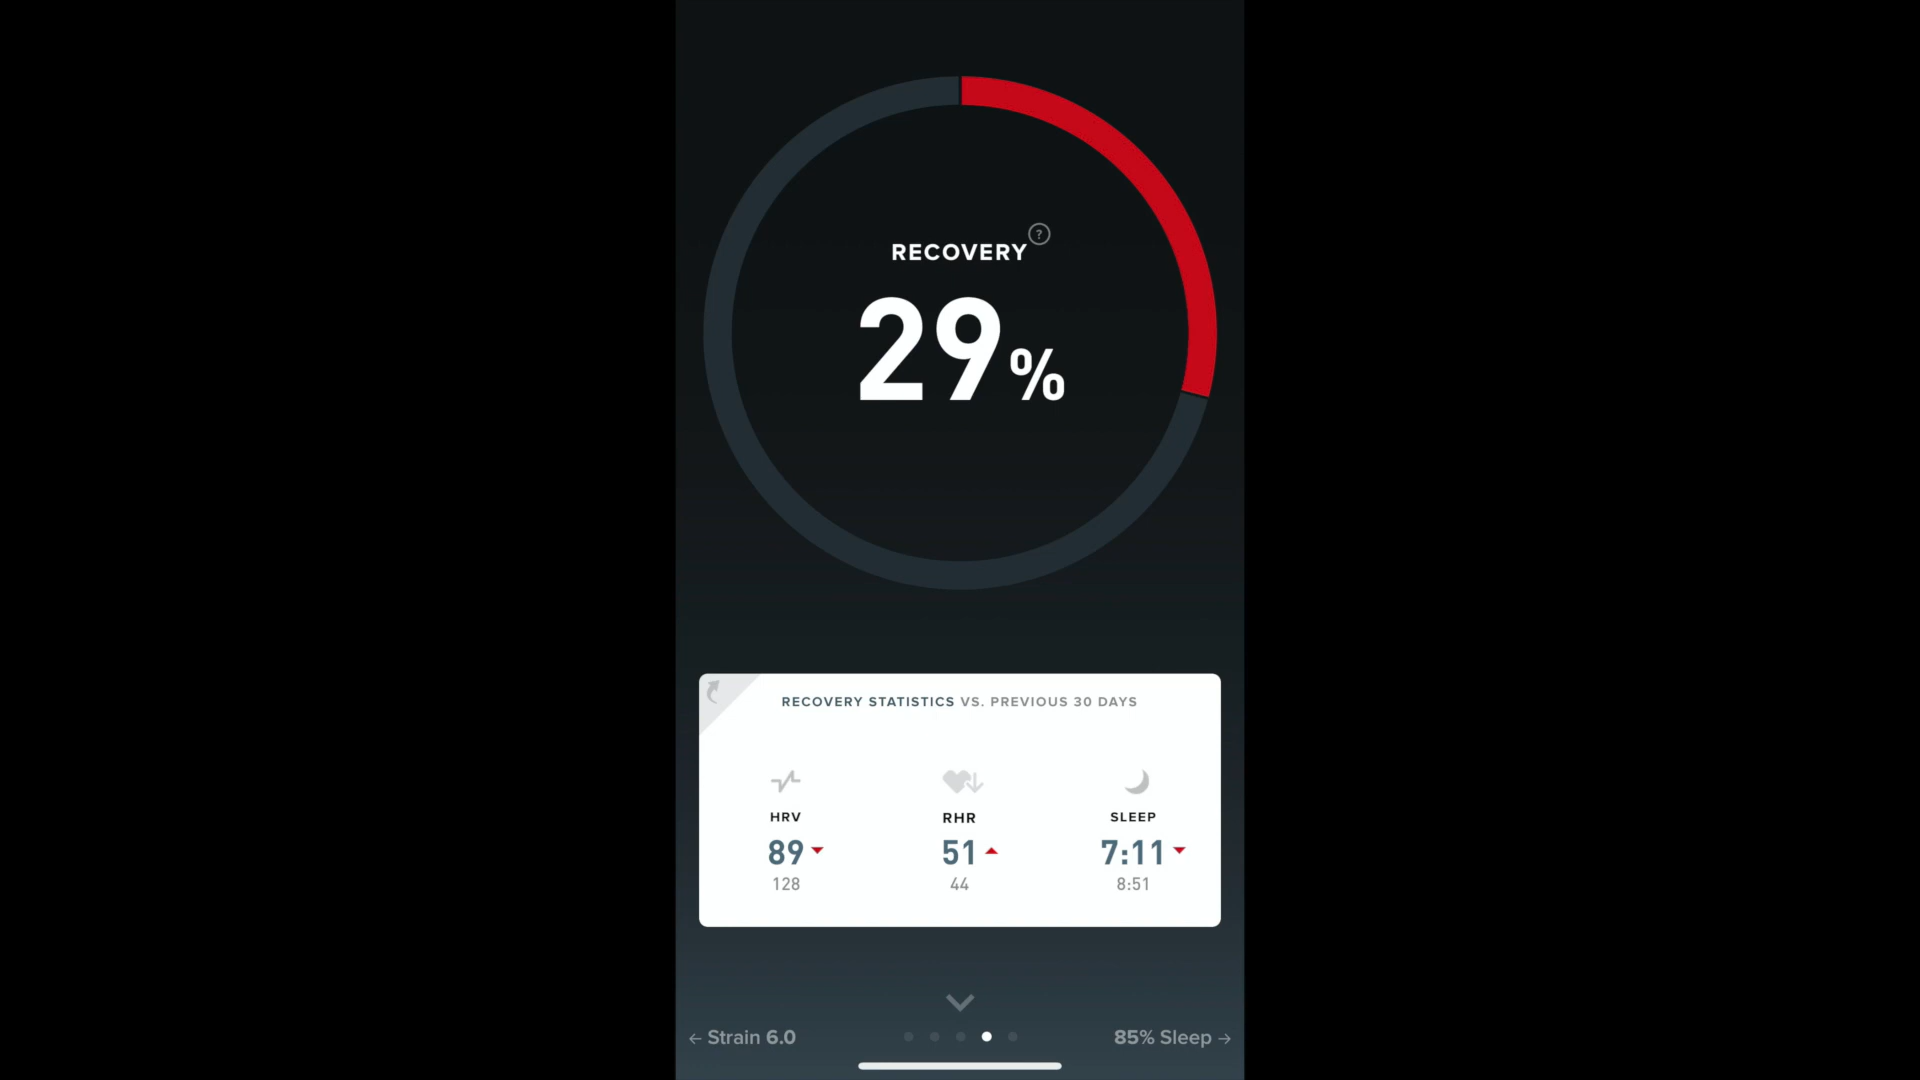 RECOVERY ?
29%
RECOVERY STATISTICS VS. PREVIOUS 30 DAYS
HRV RHR SLEEP
89 51 7:11
128 44 8:51
← Strain 6.0 85% Sleep →